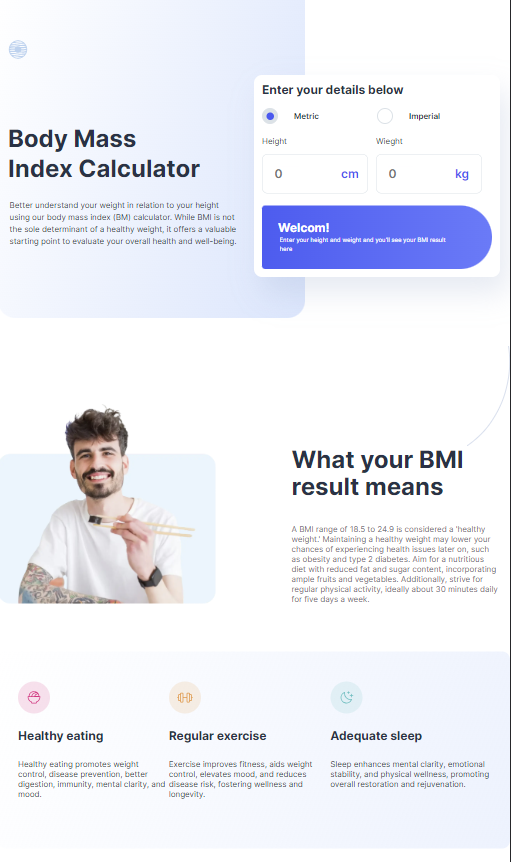 Enter your details below
Metric
Imperial
Height
Wieght
0
cm
0
kg
Welcom!
Enter your height and weight and you'll see your BMI result
here
Body Mass
Index Calculator
Better understand your weight in relation to your height
using our body mass index (BM) calculator. While BMI is not
the sole determinant of a healthy weight, it offers a valuable
starting point to evaluate your overall health and well-being.
What your BMI
result means
A BMI range of 18.5 to 24.9 is considered a 'healthy
weight.' Maintaining a healthy weight may lower your
chances of experiencing health issues later on, such
as obesity and type 2 diabetes. Aim for a nutritious
diet with reduced fat and sugar content, incorporating
ample fruits and vegetables. Additionally, strive for
regular physical activity, ideally about 30 minutes daily
for five days a week.
Healthy eating
Healthy eating promotes weight
control, disease prevention, better
digestion, immunity, mental clarity, and
mood.
Regular exercise
Exercise improves fitness, aids weight
control, elevates mood, and reduces
disease risk, fostering wellness and
longevity.
Adequate sleep
Sleep enhances mental clarity, emotional
stability, and physical wellness, promoting
overall restoration and rejuvenation.